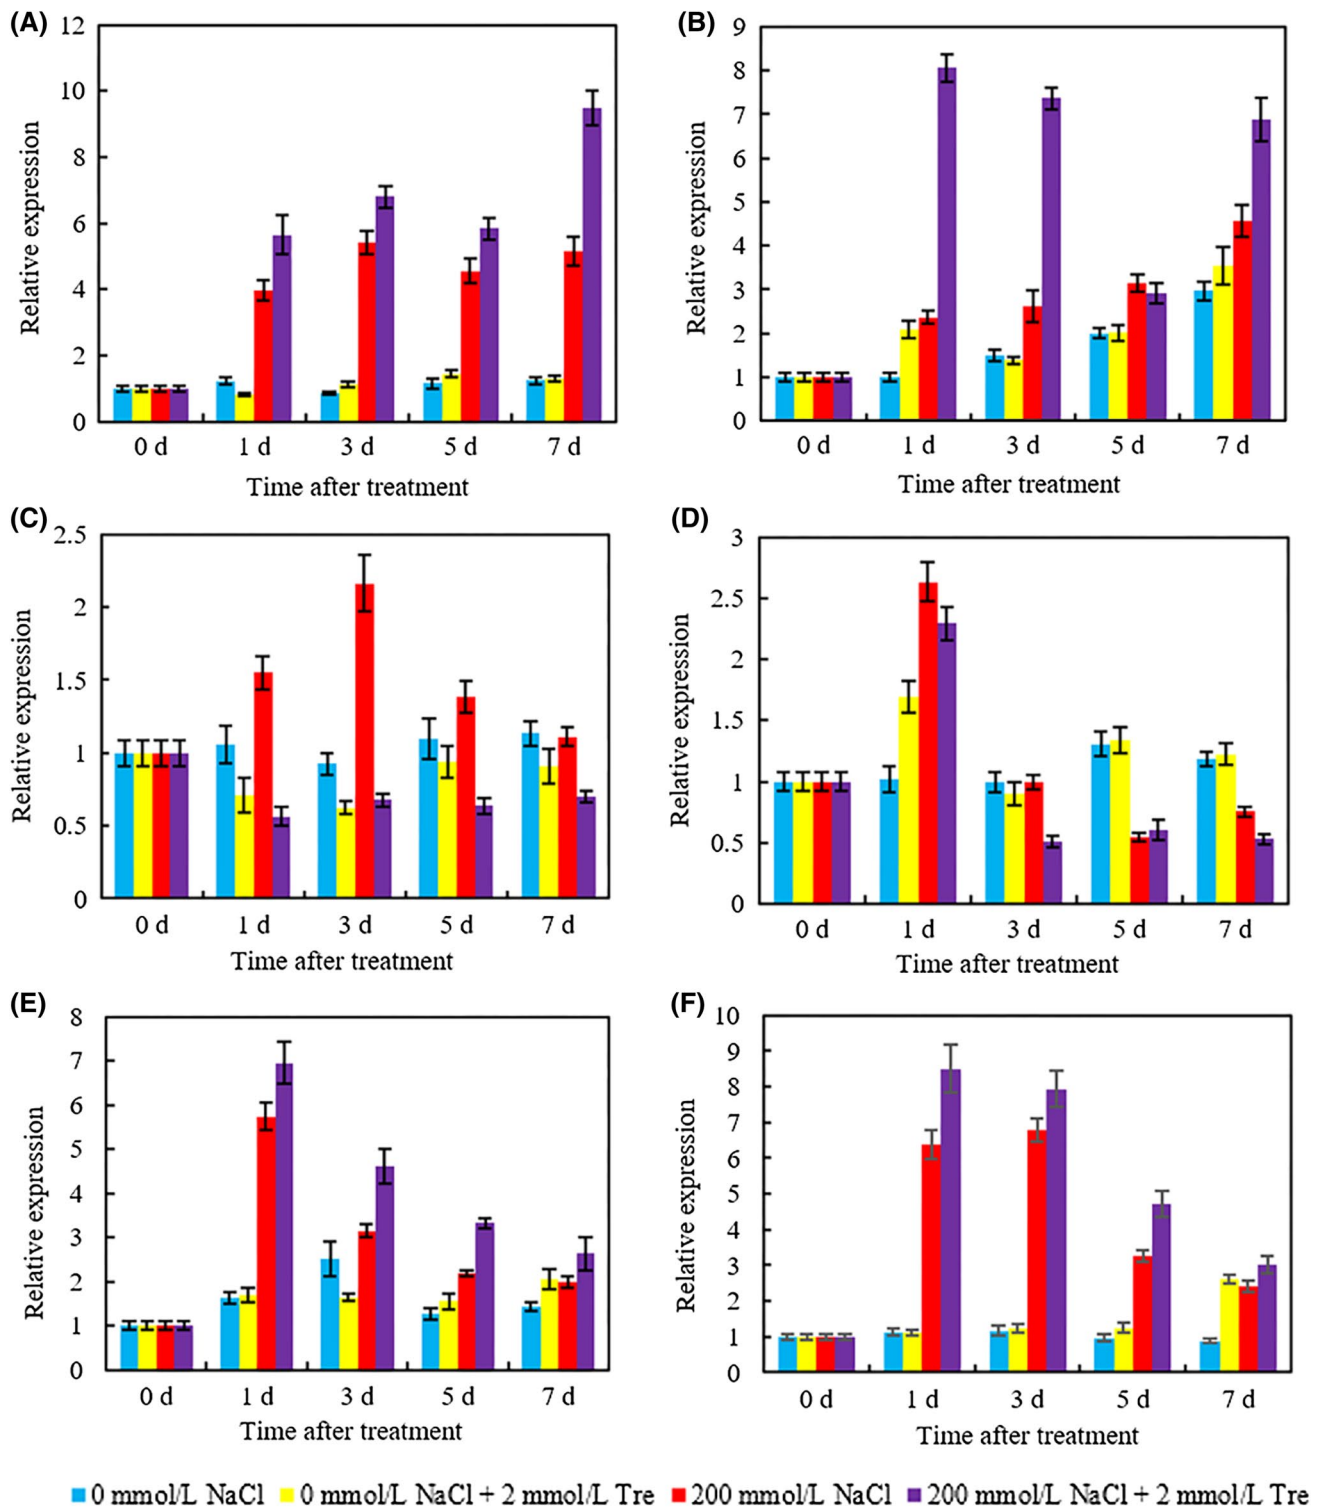 (A)
12
10
8
6
4
2
0
Relative expression
0 d 1 d 3 d 5 d 7 d
Time after treatment
(B)
9
8
7
6
5
4
3
2
1
0
Relative expression
0 d 1 d 3 d 5 d 7 d
Time after treatment
(C)
2.5
2
1.5
1
0.5
0
Relative expression
0 d 1 d 3 d 5 d 7 d
Time after treatment
(D)
3
2.5
2
1.5
1
0.5
0
Relative expression
0 d 1 d 3 d 5 d 7 d
Time after treatment
(E)
8
7
6
5
4
3
2
1
0
Relative expression
0 d 1 d 3 d 5 d 7 d
Time after treatment
(F)
10
9
8
7
6
5
4
3
2
1
0
Relative expression
0 d 1 d 3 d 5 d 7 d
Time after treatment
0 mmol/L NaCl 0 mmol/L NaCl + 2 mmol/L Tre 200 mmol/L NaCl 200 mmol/L NaCl + 2 mmol/L Tre